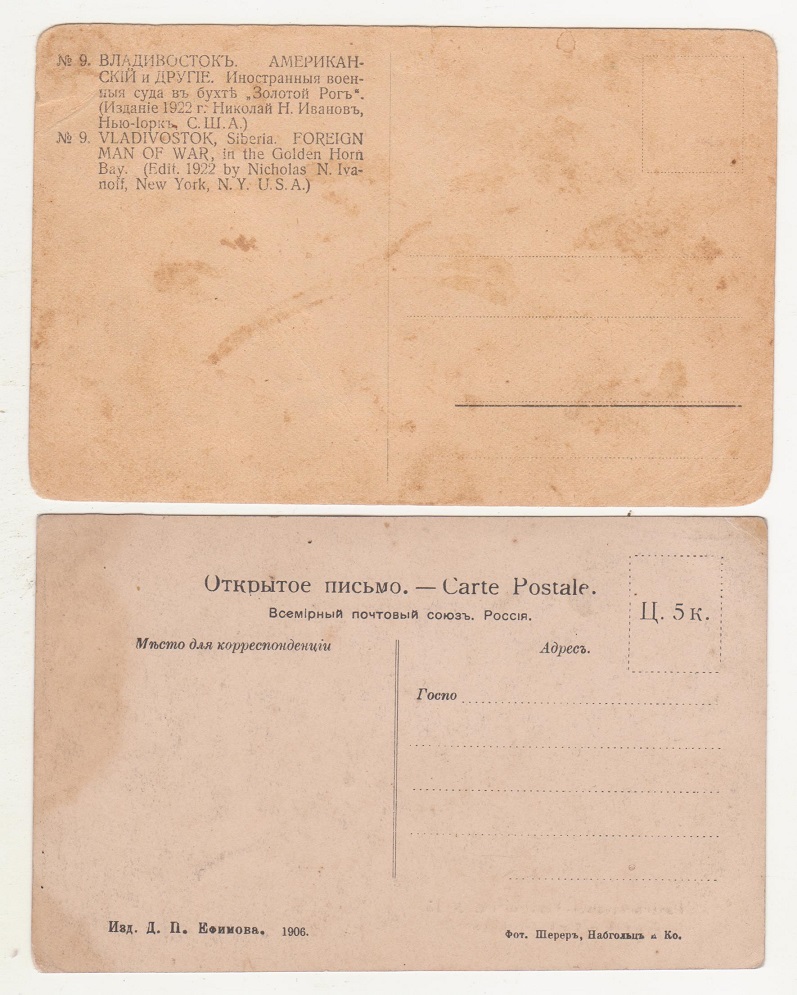 № 9. ВЛАДИВОСТОКЪ. АМЕРИКАН-
СКІЙ и ДРУГІЕ. Иностранныя воен-
ныя суда въ бухтѣ „Золотой Рогъ“.
(Изданіе 1922 г. Николай Н. Ивановъ,
Нью-Іоркъ, С. Ш. А.)
№ 9. VLADIVOSTOK, Siberia. FOREIGN
MAN OF WAR, in the Golden Horn
Bay. (Edit. 1922 by Nicholas N. Iva-
noff, New York, N. Y. U. S. A.)
Открытое письмо. — Carte Postale.
Всемірный почтовый союзъ. Россія.
Ц. 5 к.
Мѣсто для корреспонденціи
Адресъ.
Госпо
Изд. Д. П. Ефимова. 1906.
Фот. Шереръ, Набгольцъ и Ко.